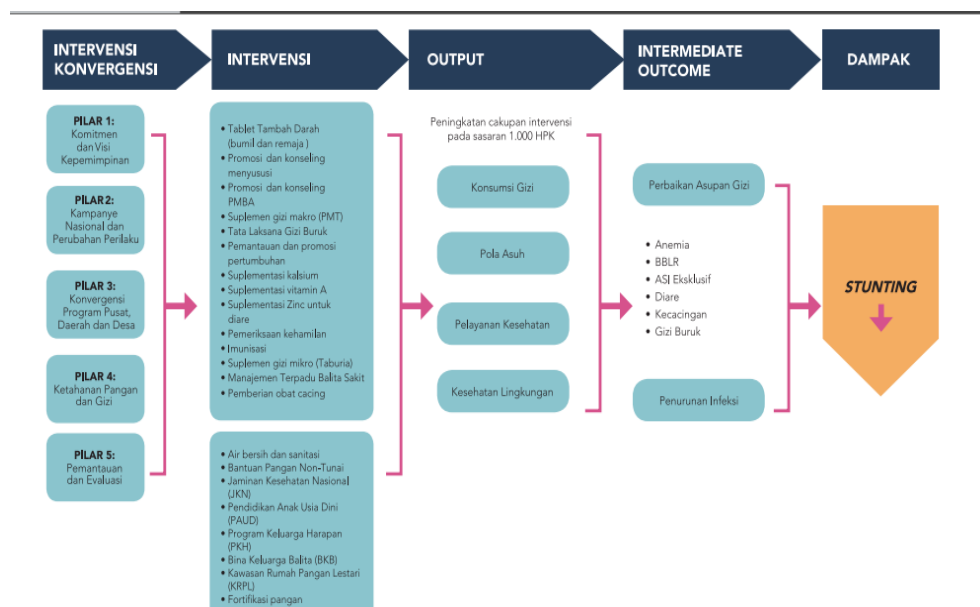 INTERVENSI
KONVERGENSI
INTERVENSI
OUTPUT
INTERMEDIATE
OUTCOME
DAMPAK
PILAR 1:
Komitmen
dan Visi
Kepemimpinan
PILAR 2:
Kampanye
Nasional dan
Perubahan Perilaku
PILAR 3:
Konvergensi
Program Pusat,
Daerah dan Desa
PILAR 4:
Ketahanan Pangan
dan Gizi
PILAR 5:
Pemantauan
dan Evaluasi
• Tablet Tambah Darah
(bumil dan remaja )
• Promosi dan konseling
menyususi
• Promosi dan konseling
PMBA
• Suplemen gizi makro (PMT)
• Tata Laksana Gizi Buruk
• Pemantauan dan promosi
pertumbuhan
• Suplementasi kalsium
• Suplementasi vitamin A
• Suplementasi Zinc untuk
diare
• Pemeriksaan kehamilan
• Imunisasi
• Suplemen gizi mikro (Taburia)
• Manajemen Terpadu Balita Sakit
• Pemberian obat cacing
• Air bersih dan sanitasi
• Bantuan Pangan Non-Tunai
• Jaminan Kesehatan Nasional
(JKN)
• Pendidikan Anak Usia Dini
(PAUD)
• Program Keluarga Harapan
(PKH)
• Bina Keluarga Balita (BKB)
• Kawasan Rumah Pangan Lestari
(KRPL)
• Fortifikasi pangan
Peningkatan cakupan intervensi
pada sasaran 1.000 HPK
Konsumsi Gizi
Pola Asuh
Pelayanan Kesehatan
Kesehatan Lingkungan
Perbaikan Asupan Gizi
• Anemia
• BBLR
• ASI Eksklusif
• Diare
• Kecacingan
• Gizi Buruk
Penurunan Infeksi
STUNTING